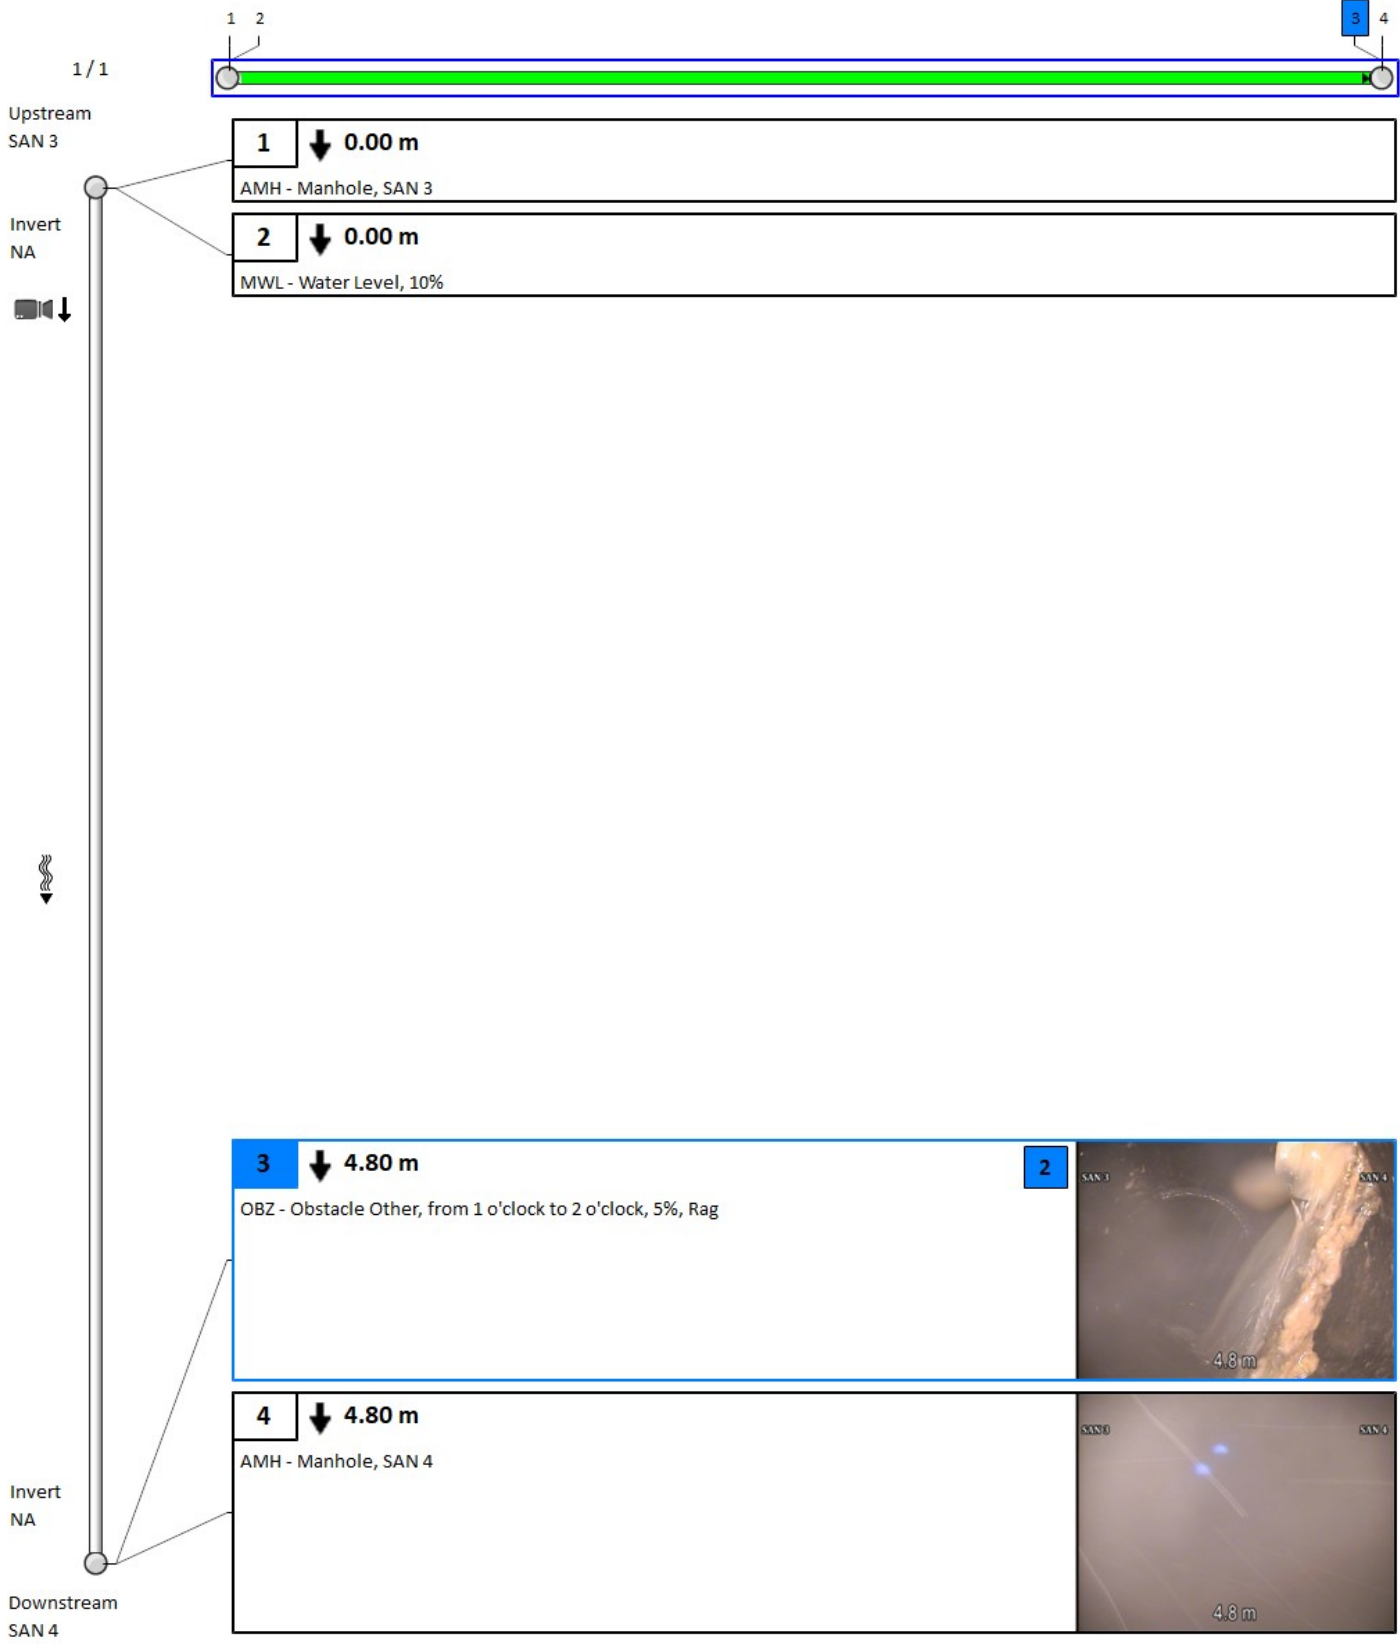 1 2 3 4
1 / 1
Upstream
SAN 3
1 0.00 m
AMH - Manhole, SAN 3
Invert
NA
2 0.00 m
MWL - Water Level, 10%
3 4.80 m 2
OBZ - Obstacle Other, from 1 o'clock to 2 o'clock, 5%, Rag
SAN 3 SAN 4
4.8 m
4 4.80 m
AMH - Manhole, SAN 4
SAN 3 SAN 4
4.8 m
Invert
NA
Downstream
SAN 4